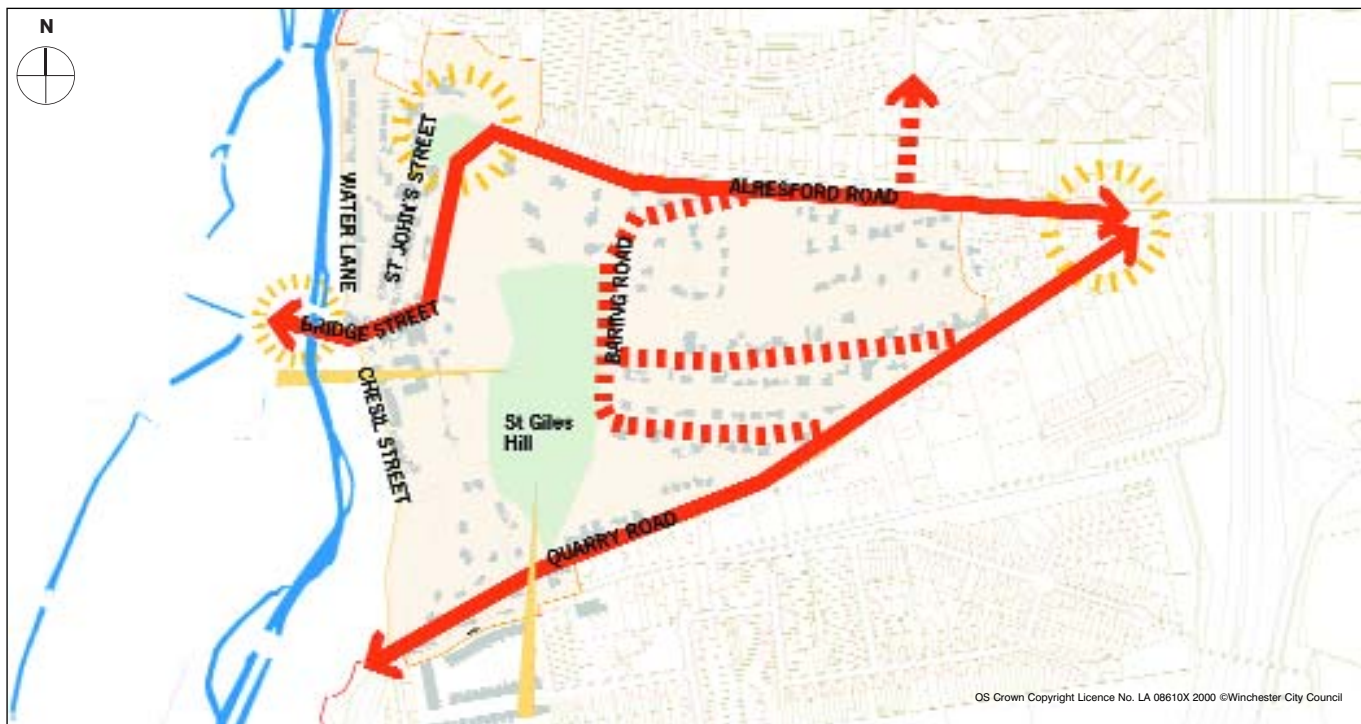 N
ST JOHN'S STREET
WATER LANE
ALRESFORD ROAD
BARING ROAD
BRIDGE STREET
CHESIL STREET
St Giles
Hill
QUARRY ROAD
OS Crown Copyright Licence No. LA 08610X 2000 ©Winchester City Council